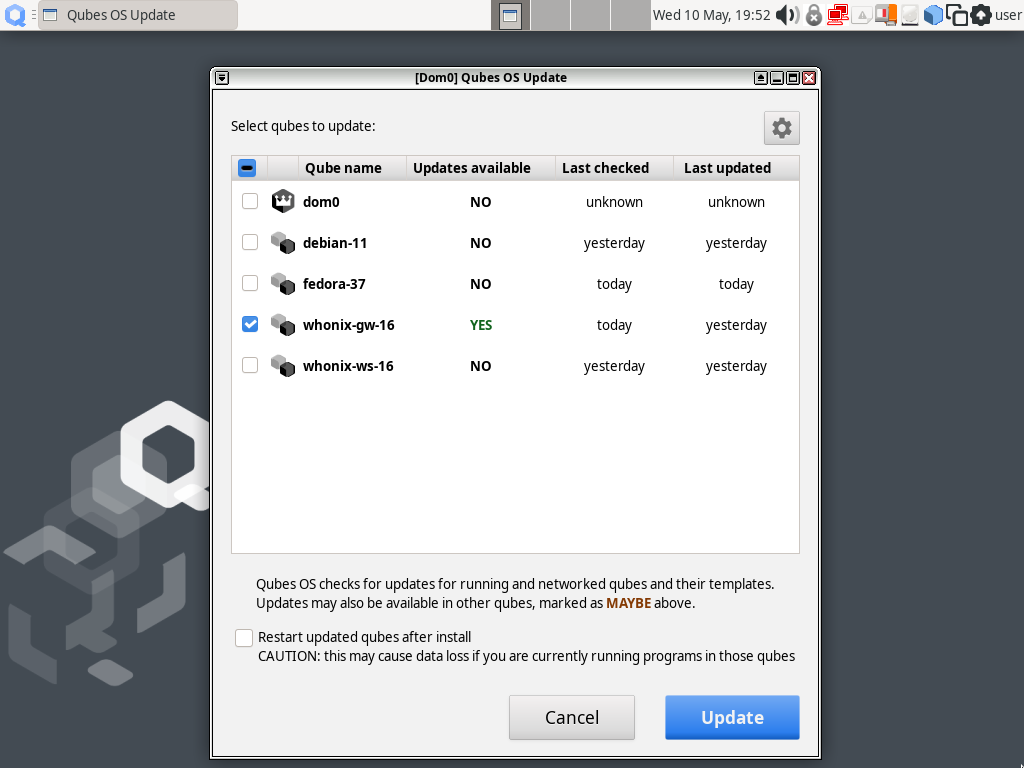 Qubes OS Update Wed 10 May, 19:52 user
[Dom0] Qubes OS Update
Select qubes to update:
Qube name Updates available Last checked Last updated
dom0 NO unknown unknown
debian-11 NO yesterday yesterday
fedora-37 NO today today
whonix-gw-16 YES today yesterday
whonix-ws-16 NO yesterday yesterday
Qubes OS checks for updates for running and networked qubes and their templates.
Updates may also be available in other qubes, marked as MAYBE above.
Restart updated qubes after install
CAUTION: this may cause data loss if you are currently running programs in those qubes
Cancel Update